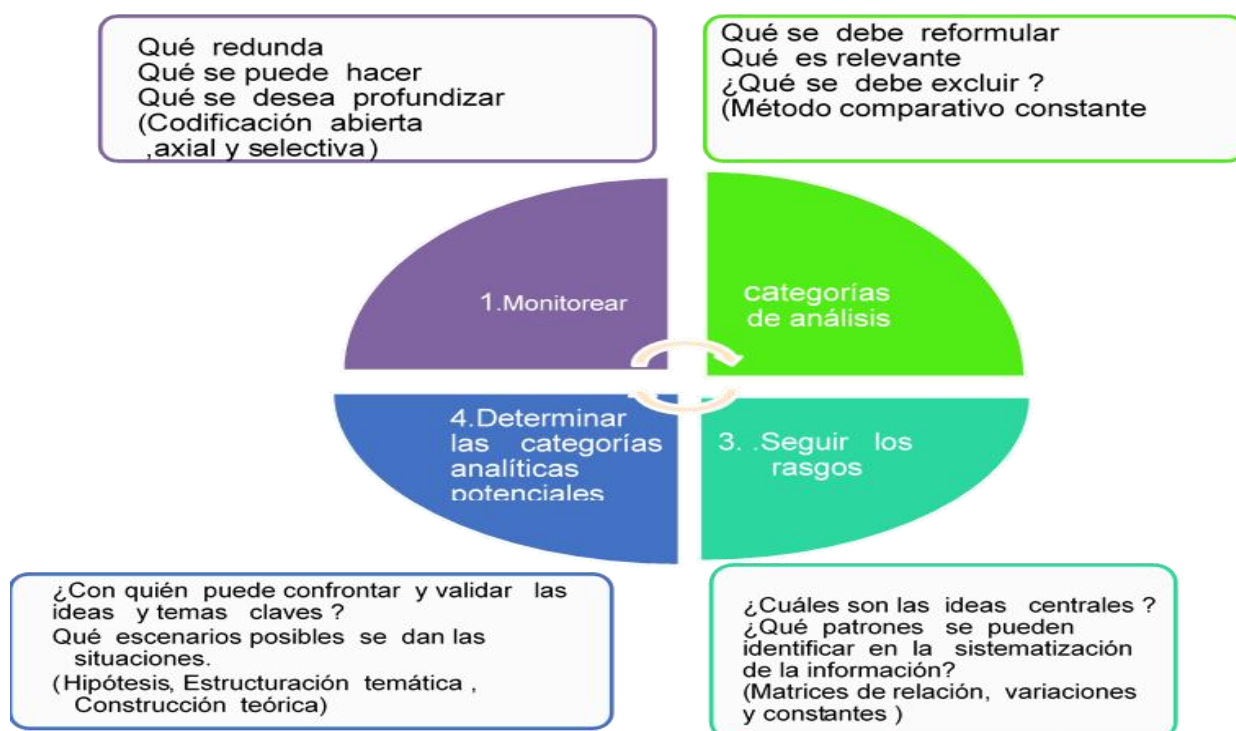 Qué redunda
Qué se puede hacer
Qué se desea profundizar
(Codificación abierta
,axial y selectiva)
Qué se debe reformular
Qué es relevante
¿Qué se debe excluir ?
(Método comparativo constante
1.Monitorear
categorías
de análisis
4.Determinar
las categorías
analíticas
potenciales
3. .Seguir los
rasgos
¿Con quién puede confrontar y validar las
ideas y temas claves ?
Qué escenarios posibles se dan las
situaciones.
(Hipótesis, Estructuración temática ,
Construcción teórica)
¿Cuáles son las ideas centrales ?
¿Qué patrones se pueden
identificar en la sistematización
de la información?
(Matrices de relación, variaciones
y constantes )